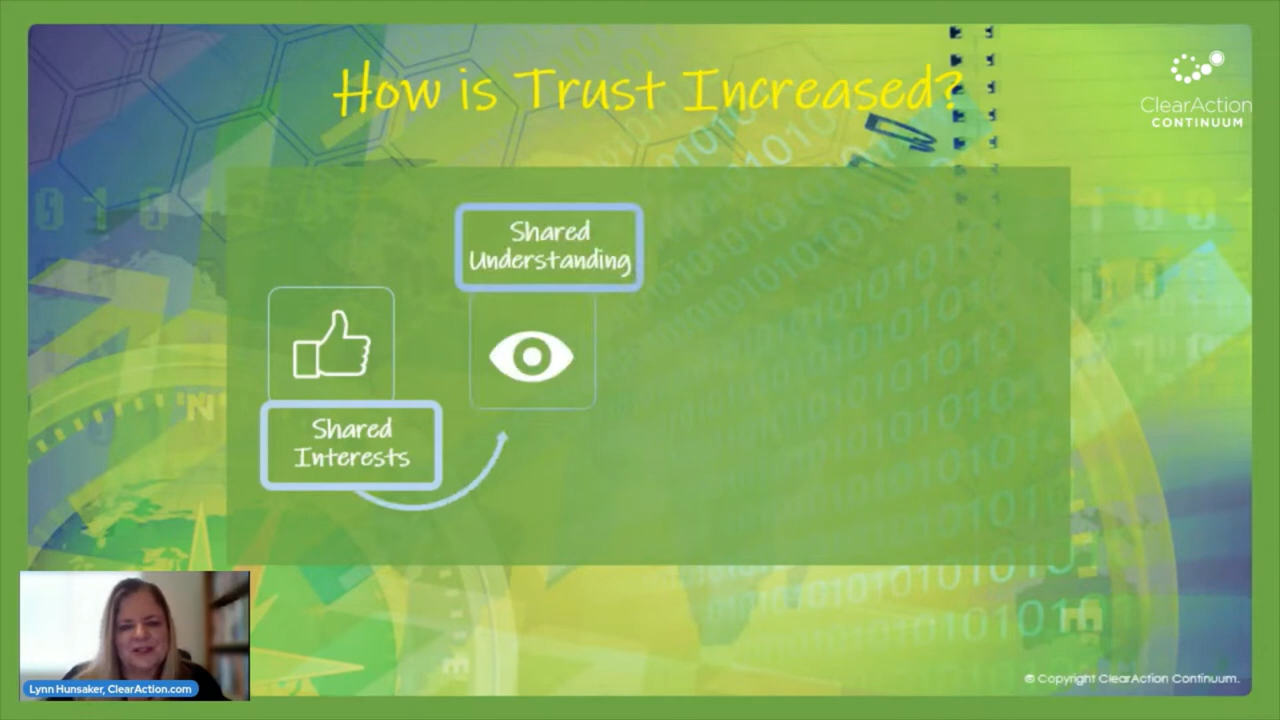 How is Trust Increased?
ClearAction
CONTINUUM
Shared
Understanding
Shared
Interests
Lynn Hunsaker, ClearAction.com
© Copyright ClearAction Continuum.